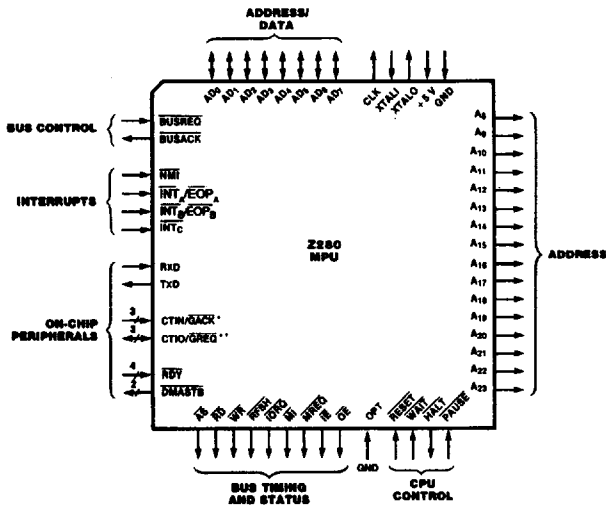 ADDRESS/
DATA
AD0 AD1 AD2 AD3 AD4 AD5 AD6 AD7
CLK XTALI XTALO +5 V GND
BUS CONTROL
BUSREQ
BUSACK
INTERRUPTS
NMI
INTA/EOPA
INTB/EOPB
INTC
ON-CHIP
PERIPHERALS
RXD
TXD
3 CTIN/GACK*
3 CTIO/GREQ**
4 RDY
2 DMASTB
Z280
MPU
A8
A9
A10
A11
A12
A13
A14
A15
A16
A17
A18
A19
A20
A21
A22
A23
ADDRESS
AS RD WR RFSH IORQ M1 MREQ IE OE OPT RESET WAIT HALT PAUSE
GND
BUS TIMING
AND STATUS
CPU
CONTROL